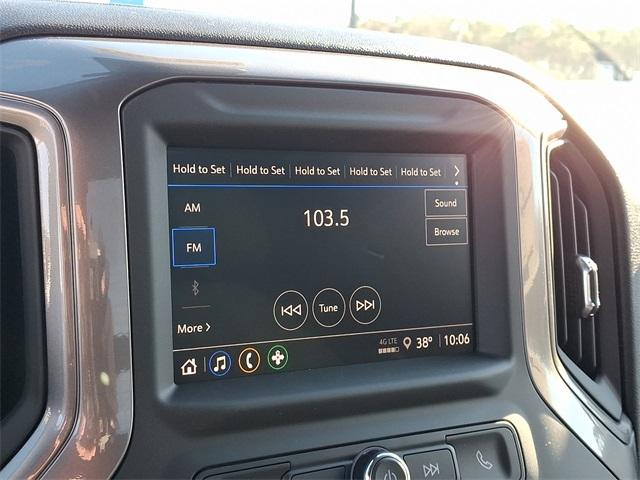 Hold to Set Hold to Set Hold to Set Hold to Set Hold to Set
AM
103.5
Sound
FM
Browse
Tune
More
4G LTE
38° 10:06